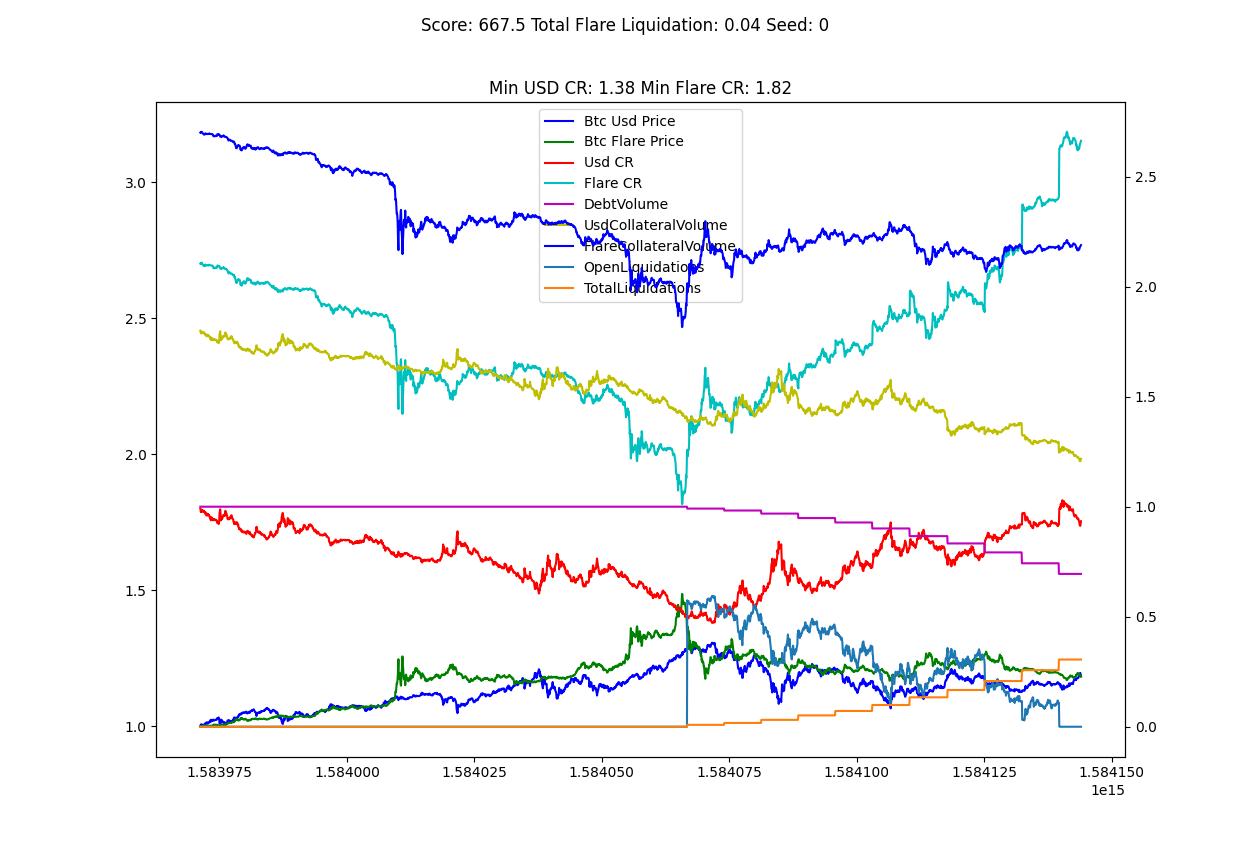 Score: 667.5 Total Flare Liquidation: 0.04 Seed: 0
Min USD CR: 1.38 Min Flare CR: 1.82
Btc Usd Price
Btc Flare Price
Usd CR
Flare CR
DebtVolume
UsdCollateralVolume
FlareCollateralVolume
OpenLiquidations
TotalLiquidations
3.0
2.5
2.0
1.5
1.0
2.5
2.0
1.5
1.0
0.5
0.0
1.583975 1.584000 1.584025 1.584050 1.584075 1.584100 1.584125 1.584150
1e15